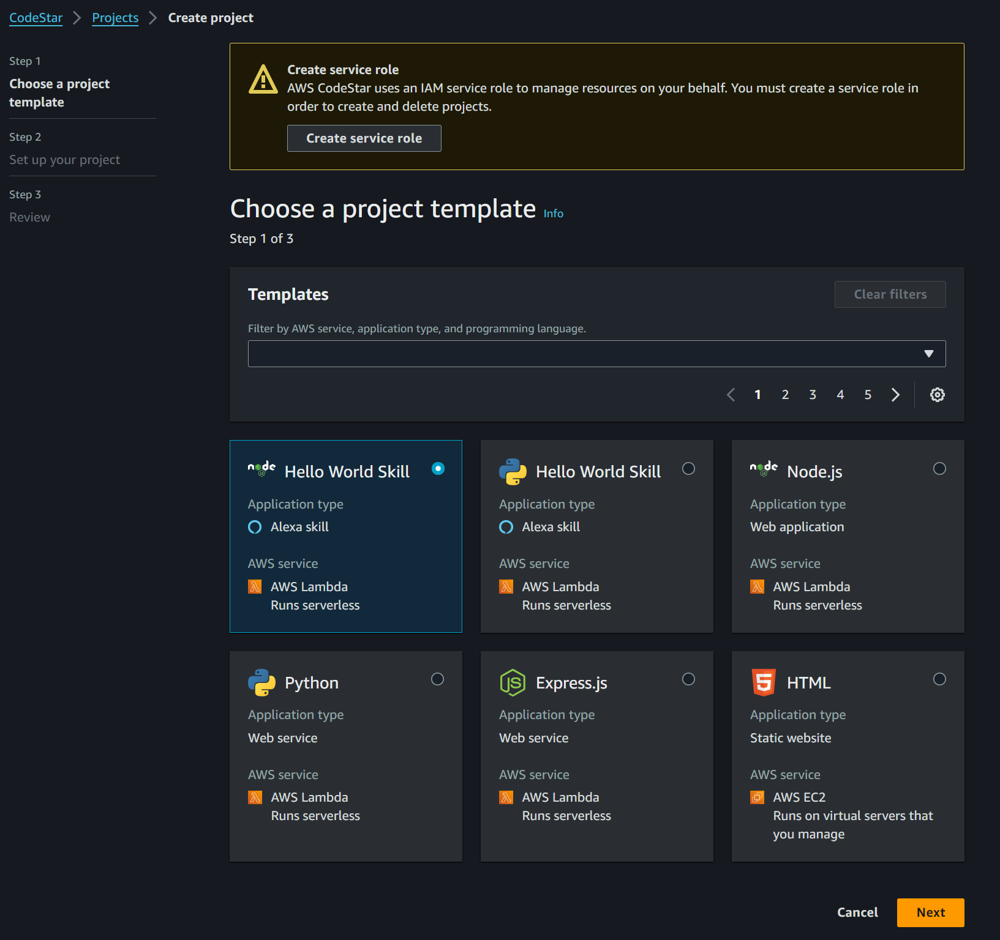 CodeStar
Projects
Create project
Step 1
Choose a project
template
Step 2
Set up your project
Step 3
Review
Create service role
AWS CodeStar uses an IAM service role to manage resources on your behalf. You must create a service role in
order to create and delete projects.
Create service role
Choose a project template Info
Step 1 of 3
Templates
Clear filters
Filter by AWS service, application type, and programming language.
1 2 3 4 5
node JS
Hello World Skill
Application type
Alexa skill
AWS service
AWS Lambda
Runs serverless
Hello World Skill
Application type
Alexa skill
AWS service
AWS Lambda
Runs serverless
node JS
Node.js
Application type
Web application
AWS service
AWS Lambda
Runs serverless
Python
Application type
Web service
AWS service
AWS Lambda
Runs serverless
JS
Express.js
Application type
Web service
AWS service
AWS Lambda
Runs serverless
5
HTML
Application type
Static website
AWS service
AWS EC2
Runs on virtual servers that
you manage
Cancel
Next